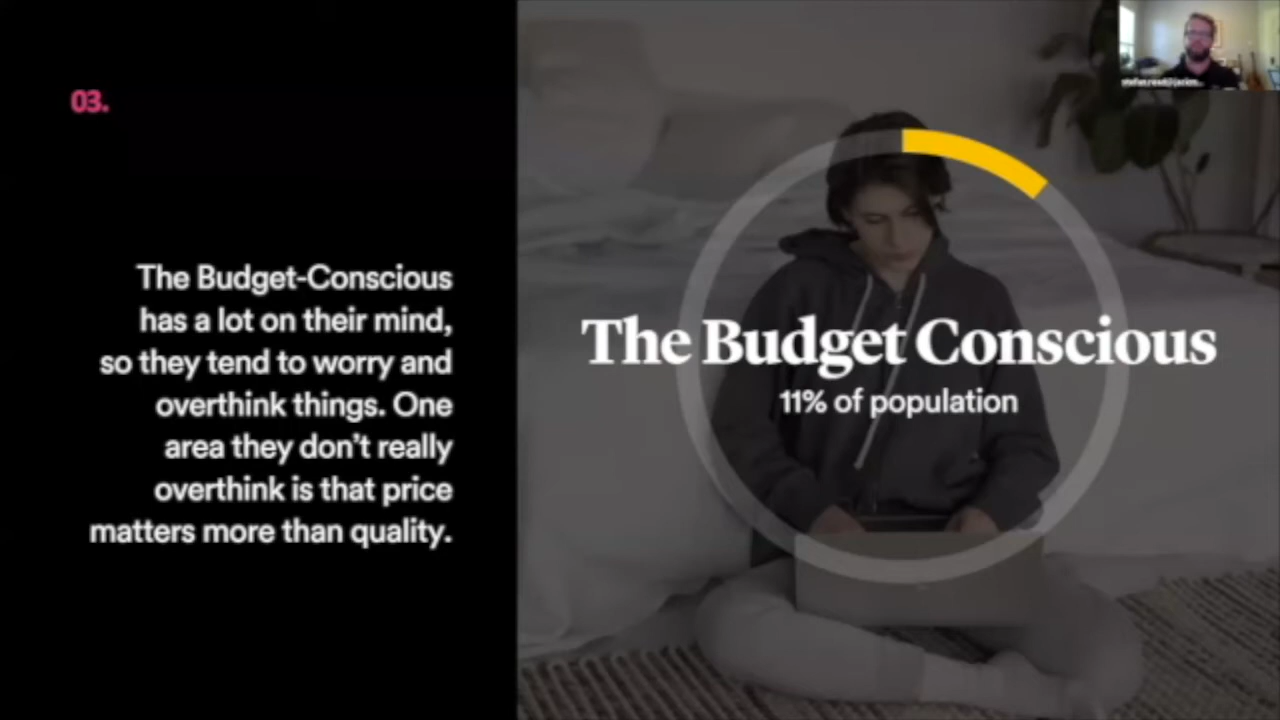 03.
The Budget-Conscious
has a lot on their mind,
so they tend to worry and
overthink things. One
area they don't really
overthink is that price
matters more than quality.
The Budget Conscious
11% of population